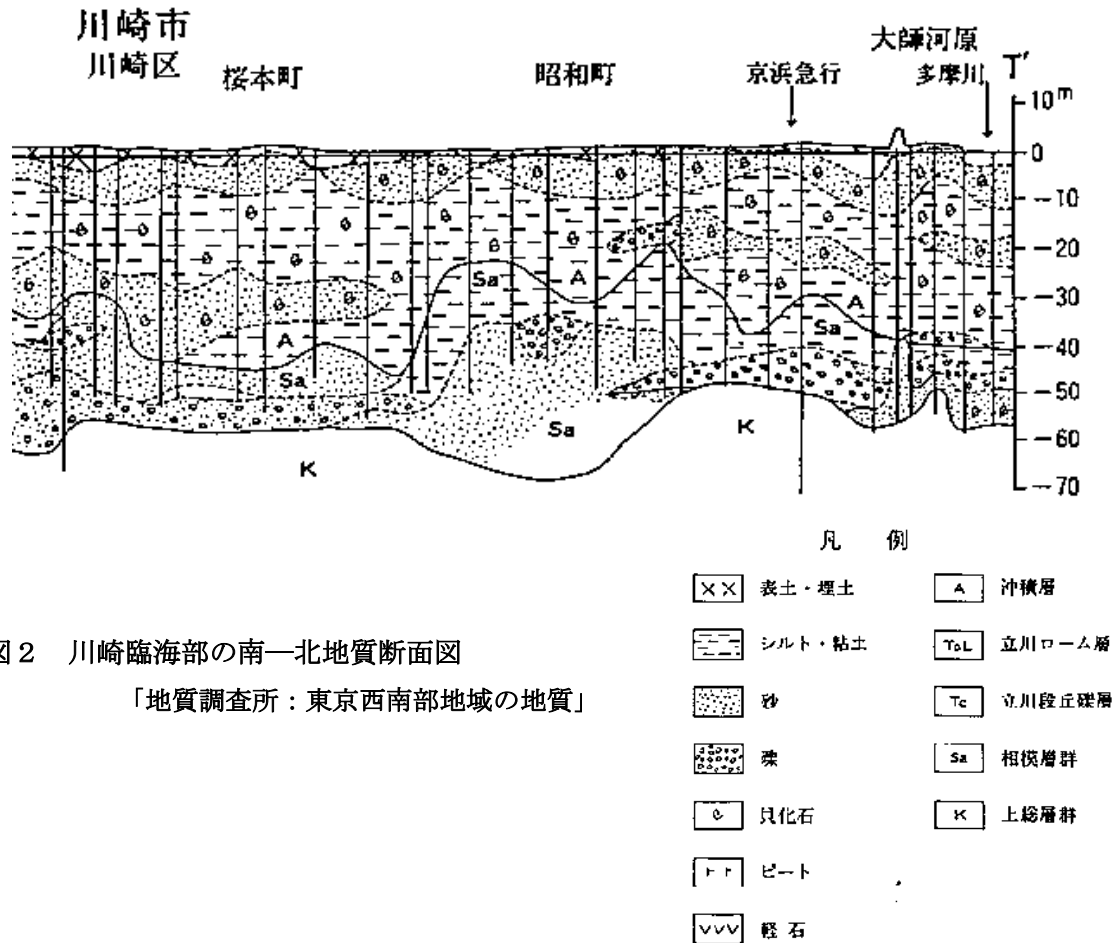 川崎市
川崎区
桜本町
昭和町
京浜急行
大師河原
多摩川
T'
10m
0
-10
-20
-30
-40
-50
-60
-70
A
Sa
Sa
A
Sa
K
K
A
Sa
凡 例
表土・埋土
シルト・粘土
砂
礫
貝化石
ピート
軽石
A 沖積層
立川ローム層
Tc 立川段丘礫層
Sa 相模層群
K 上総層群
図2 川崎臨海部の南―北地質断面図
「地質調査所：東京西南部地域の地質」